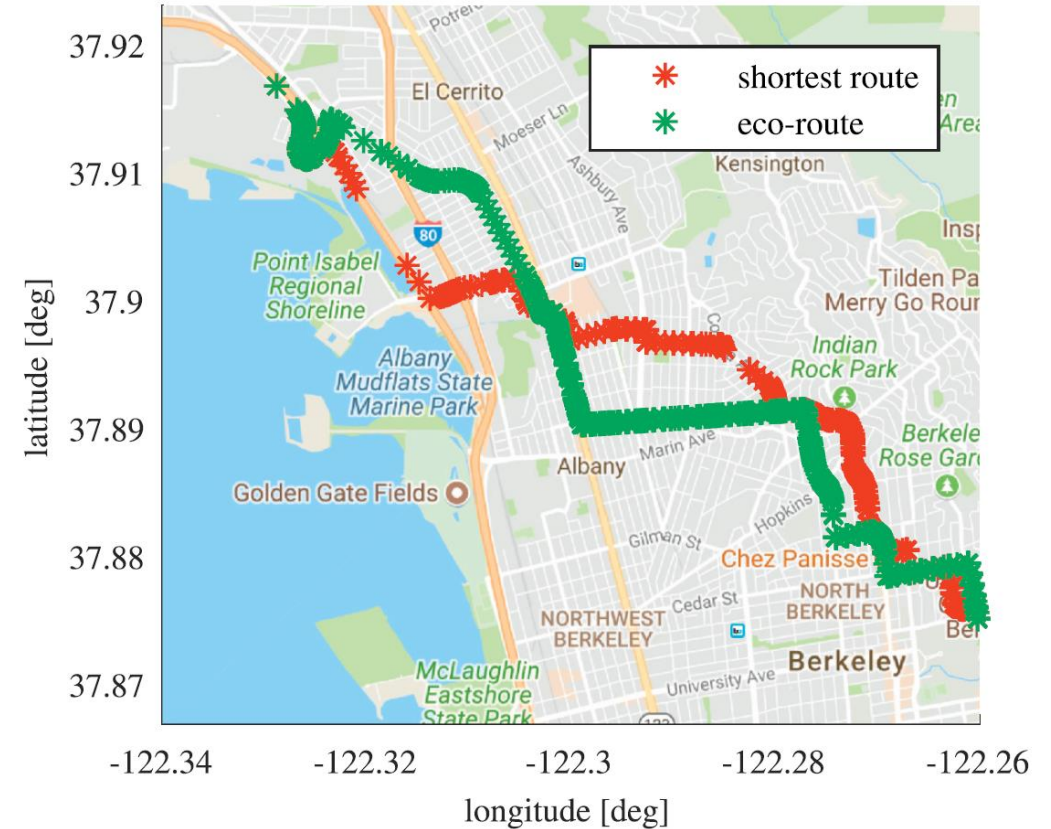 37.92
37.91
37.9
37.89
37.88
37.87
latitude [deg]
-122.34
-122.32
-122.3
-122.28
-122.26
longitude [deg]
shortest route
eco-route
El Cerrito
Moeser Ln
Ashbury Ave
Kensington
80
Point Isabel
Regional
Shoreline
Tilden Pa
Merry Go Roun
Indian
Rock Park
Albany
Mudflats State
Marine Park
Marin Ave
Albany
Berkele
Rose Gard
Golden Gate Fields
Hopkins
Gilman St
Chez Panisse
Cedar St
NORTH
BERKELEY
NORTHWEST
BERKELEY
Ber
Berkeley
McLaughlin
Eastshore
State Park
University Ave